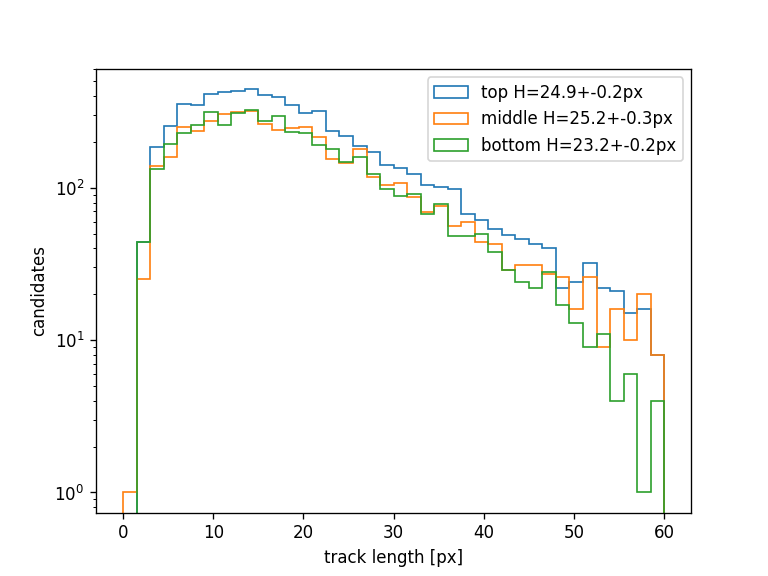 top H=24.9+-0.2px
middle H=25.2+-0.3px
bottom H=23.2+-0.2px
10²
10¹
10⁰
candidates
0 10 20 30 40 50 60
track length [px]